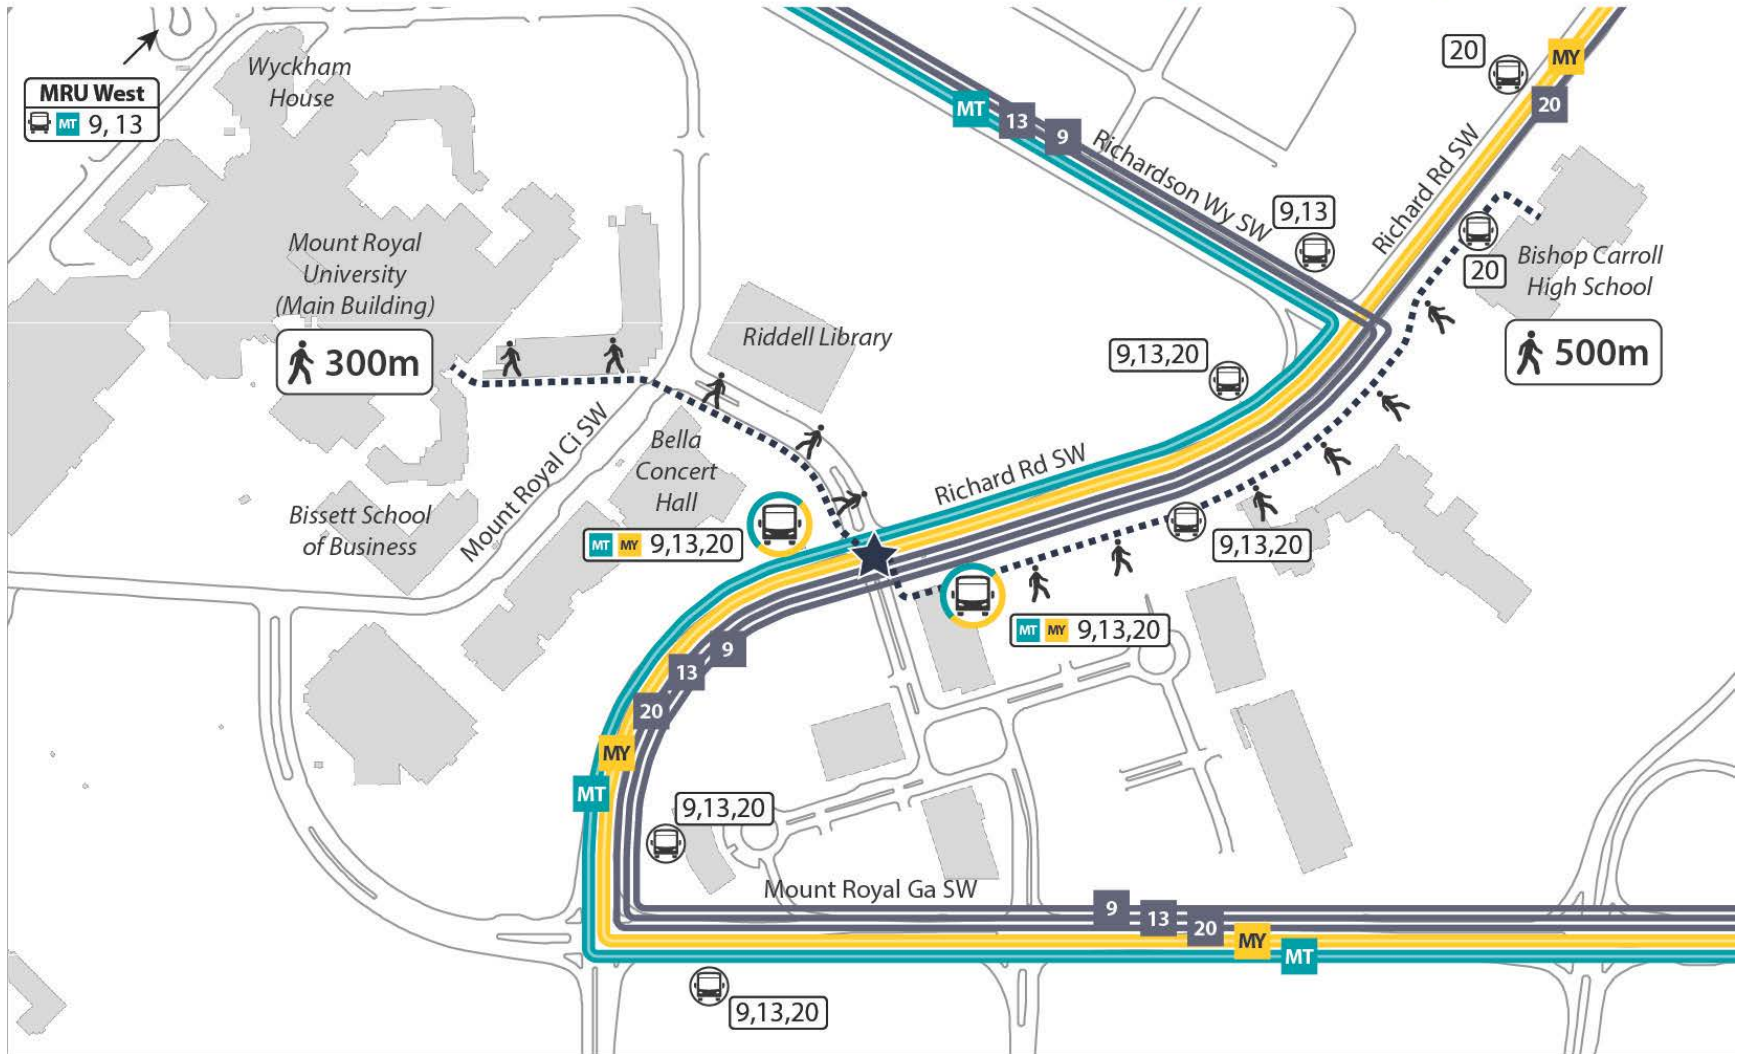 MRU West
MT 9, 13
Wyckham
House
Mount Royal
University
(Main Building)
300m
Bissett School
of Business
Mount Royal Ci SW
Bella
Concert
Hall
Riddell Library
MT MY 9,13,20
MT
13
9
Richardson Wy SW
9,13
20
MY
20
Richard Rd SW
20
Bishop Carroll
High School
500m
9,13,20
Richard Rd SW
9,13,20
MT MY 9,13,20
9
13
20
MY
MT
9,13,20
Mount Royal Ga SW
9
13
20
MY
MT
9,13,20